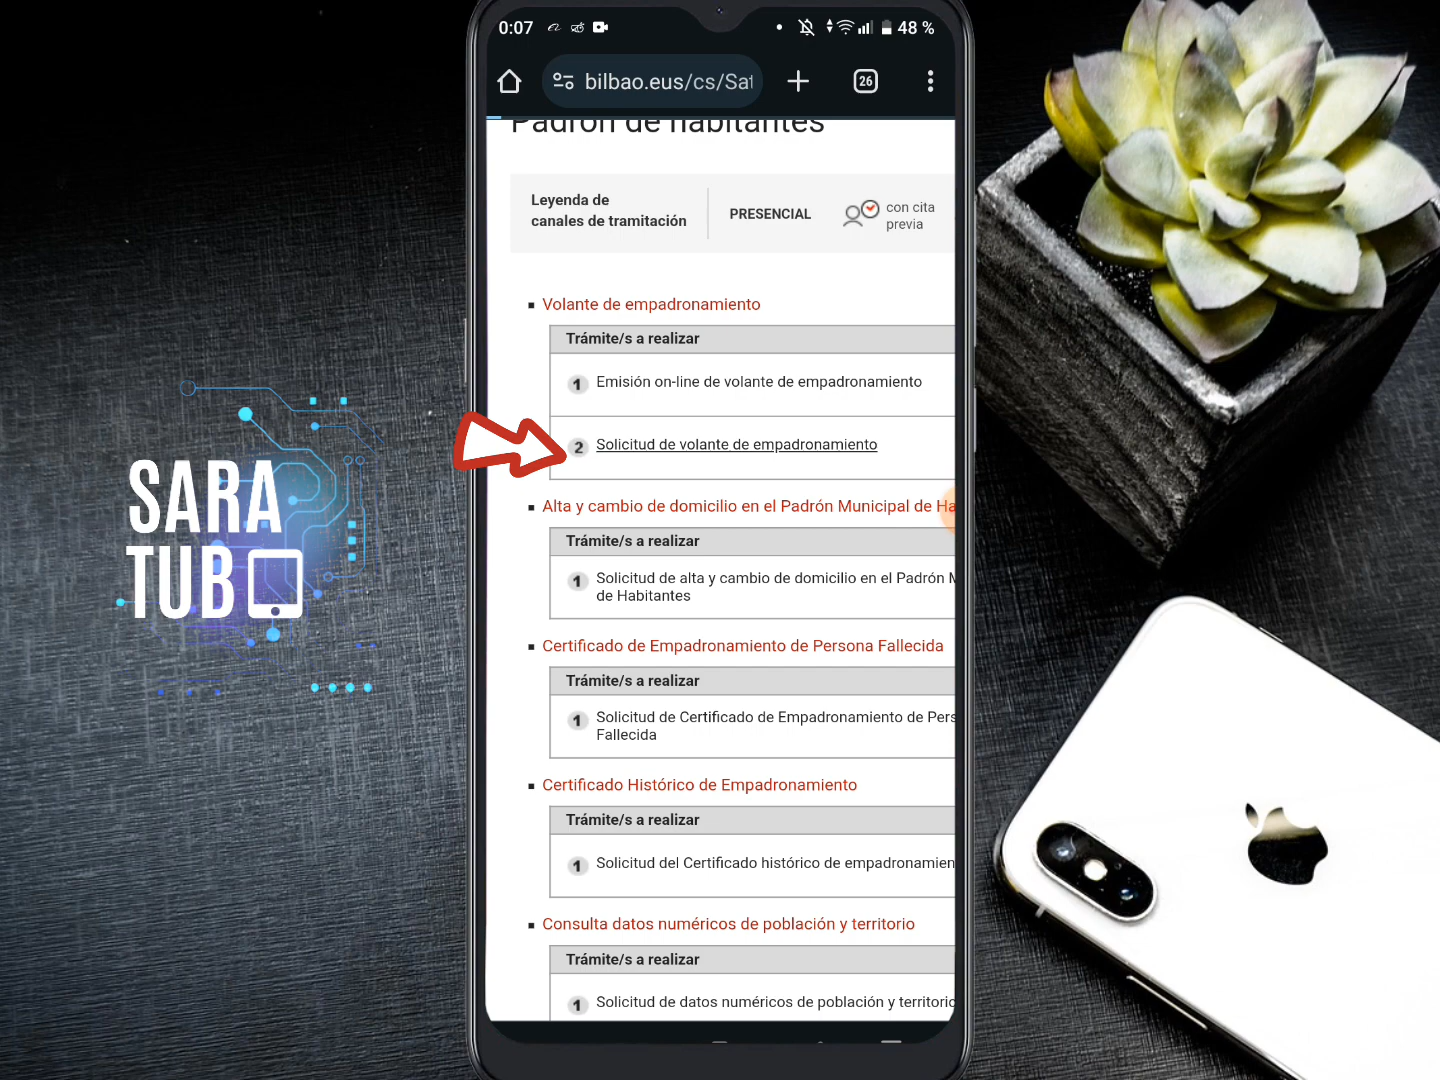 0:07
48 %
bilbao.eus/cs/Sat
26
Padrón de habitantes
Leyenda de
canales de tramitación
PRESENCIAL
con cita
previa
Volante de empadronamiento
Trámite/s a realizar
1 Emisión on-line de volante de empadronamiento
2 Solicitud de volante de empadronamiento
Alta y cambio de domicilio en el Padrón Municipal de Ha
Trámite/s a realizar
1 Solicitud de alta y cambio de domicilio en el Padrón M
de Habitantes
Certificado de Empadronamiento de Persona Fallecida
Trámite/s a realizar
1 Solicitud de Certificado de Empadronamiento de Pers
Fallecida
Certificado Histórico de Empadronamiento
Trámite/s a realizar
1 Solicitud del Certificado histórico de empadronamien
Consulta datos numéricos de población y territorio
Trámite/s a realizar
1 Solicitud de datos numéricos de población y territorio
SARA
TUB